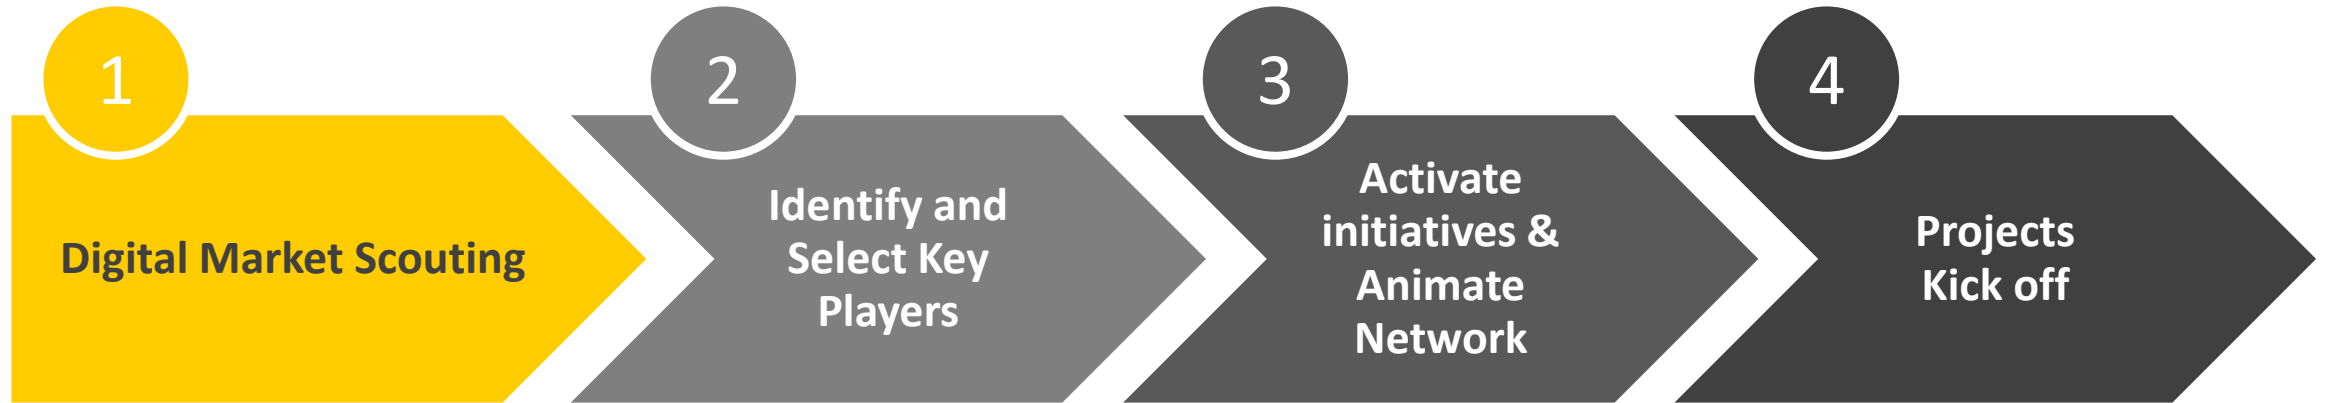 1
Digital Market Scouting
2
Identify and
Select Key
Players
3
Activate
initiatives &
Animate
Network
4
Projects
Kick off